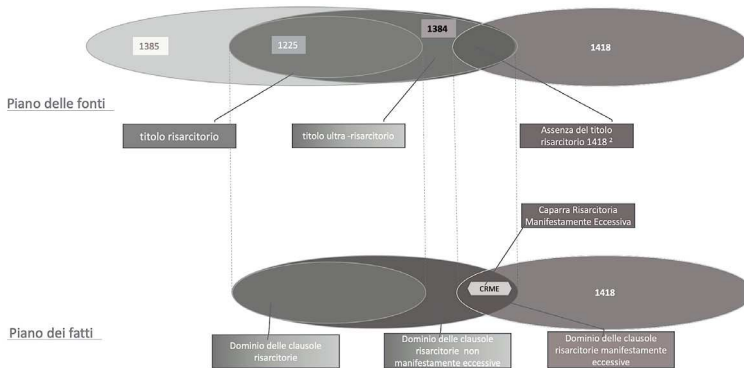 1384
1385
1225
1418
Piano delle fonti
titolo risarcitorio
titolo ultra-risarcitorio
Assenza del titolo
risarcitorio 1418 ²
Caparra Risarcitoria
Manifestamente Eccessiva
CRME
1418
Piano dei fatti
Dominio delle clausole
risarcitorie
Dominio delle clausole
risarcitorie non
manifestamente eccessive
Dominio delle clausole
risarcitorie manifestamente
eccessive